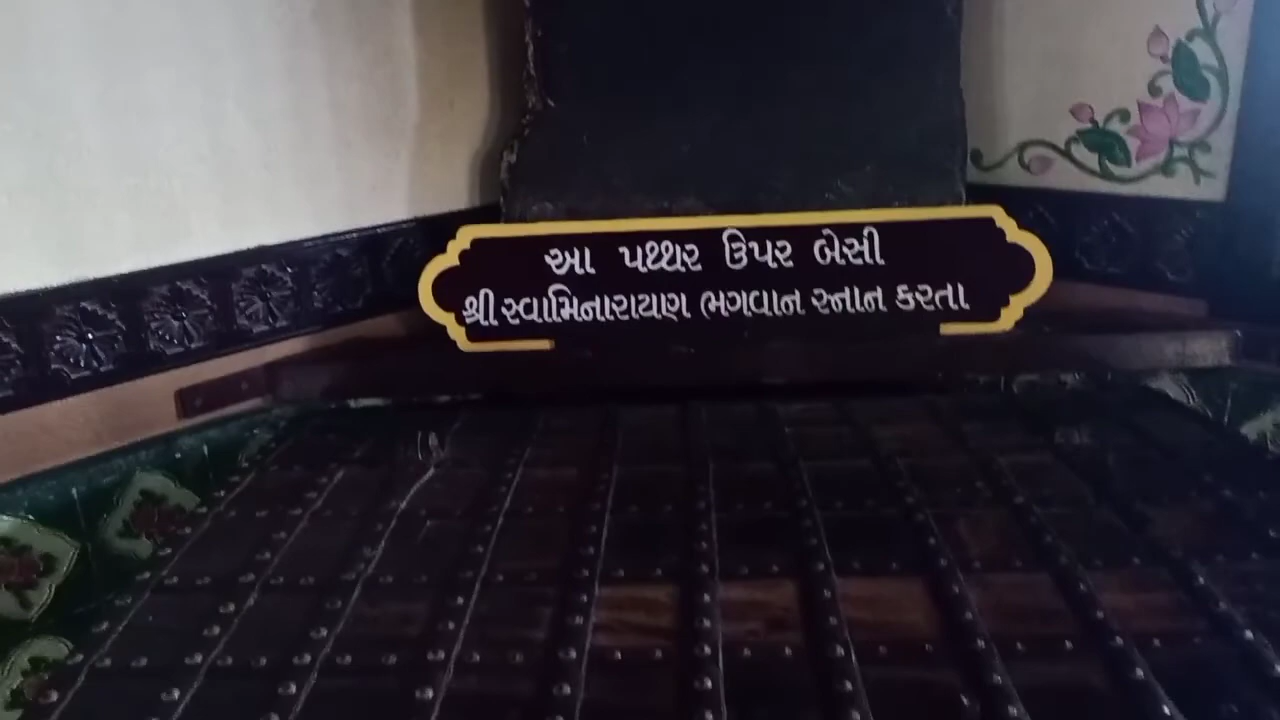 આ પથ્થર ઉપર બેસી
શ્રી સ્વામિનારાયણ ભગવાન સ્નાન કરતા